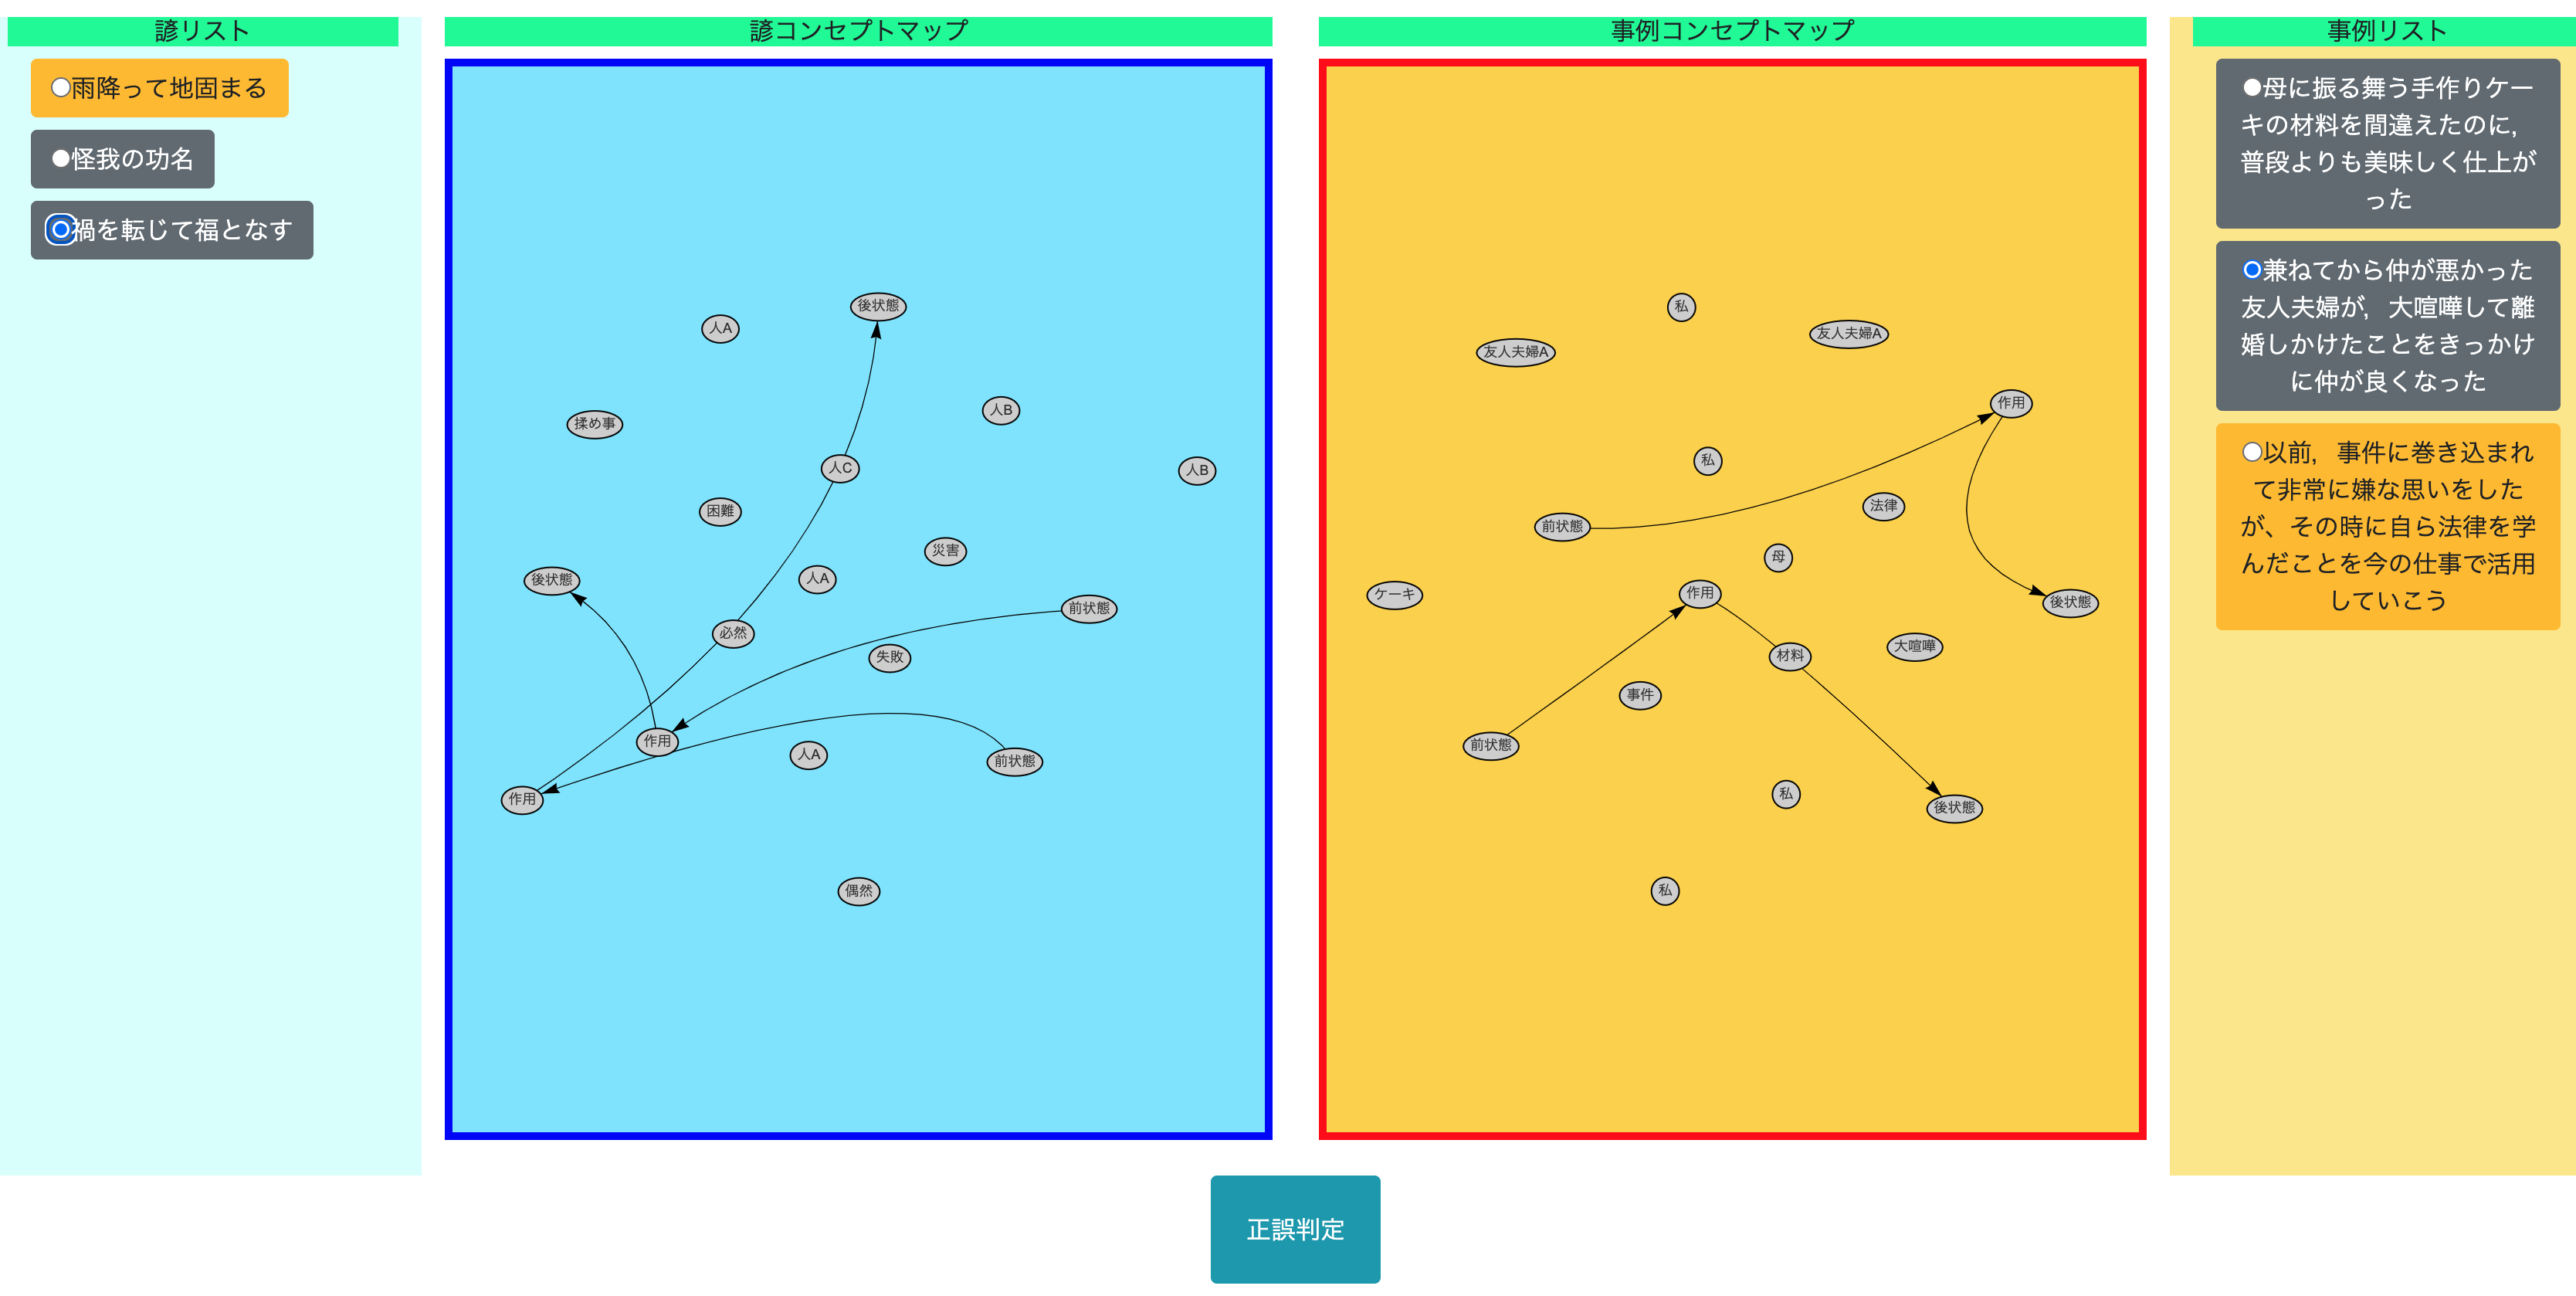 諺リスト
雨降って地固まる
怪我の功名
禍を転じて福となす
諺コンセプトマップ
後状態
人A
人B
揉め事
人C
人B
困難
災害
後状態
人A
前状態
必然
失敗
作用
人A
前状態
作用
偶然
事例コンセプトマップ
私
友人夫婦A
友人夫婦A
作用
私
法律
前状態
母
ケーキ
作用
後状態
大喧嘩
材料
事件
前状態
私
後状態
私
事例リスト
母に振る舞う手作りケー
キの材料を間違えたのに,
普段よりも美味しく仕上が
った
兼ねてから仲が悪かった
友人夫婦が,大喧嘩して離
婚しかけたことをきっかけ
に仲が良くなった
以前,事件に巻き込まれ
て非常に嫌な思いをした
が、その時に自ら法律を学
んだことを今の仕事で活用
していこう
正誤判定